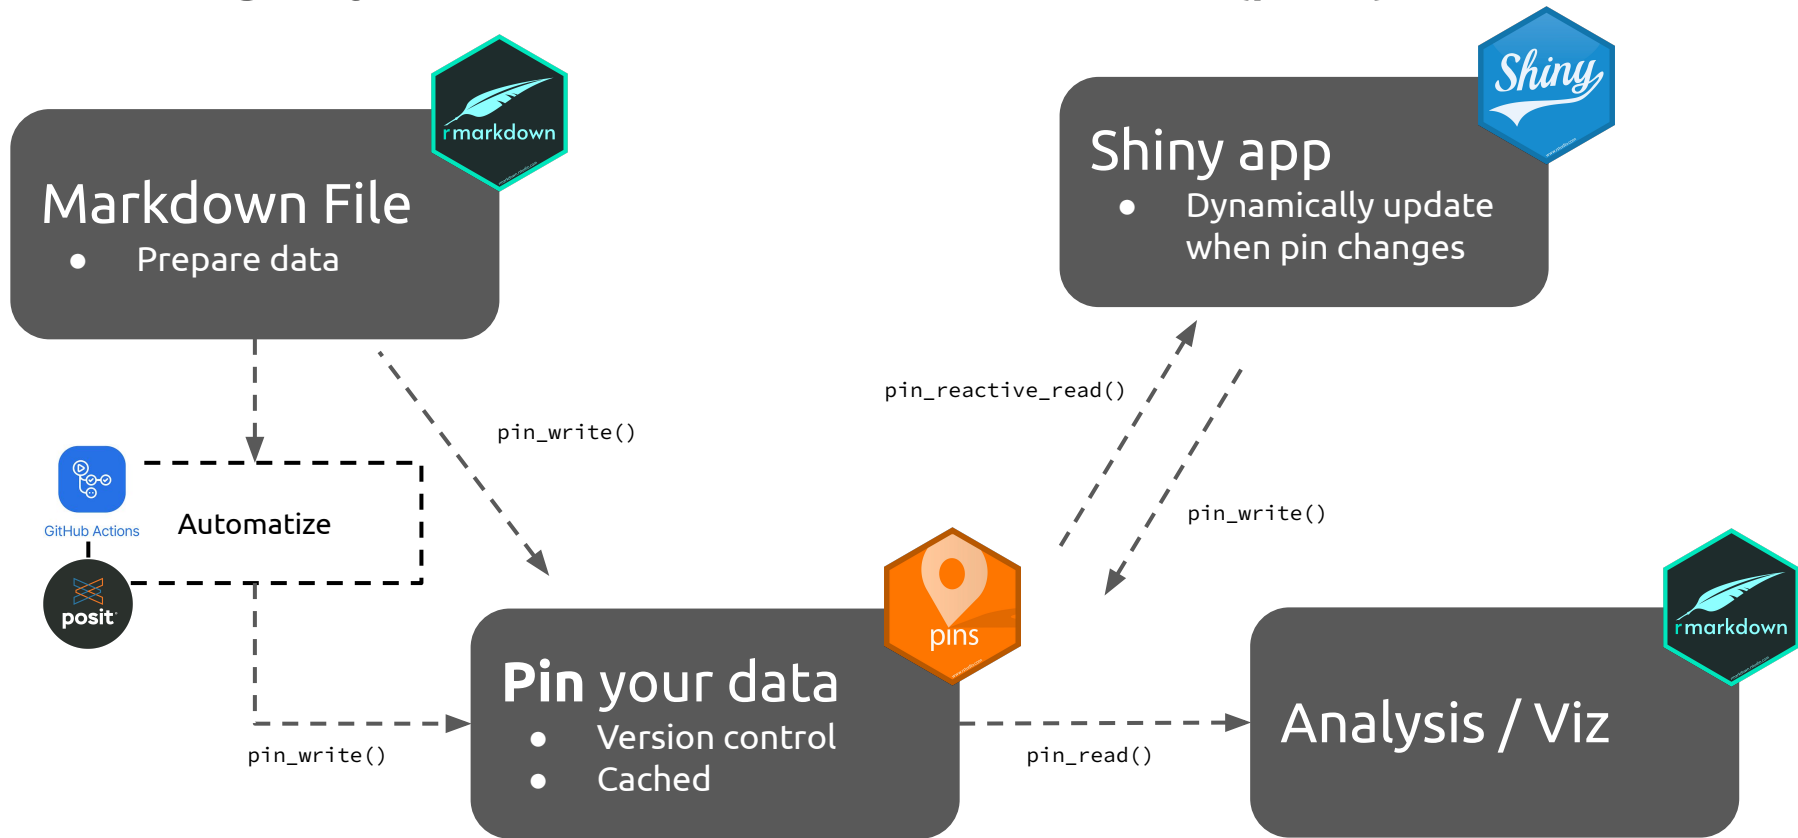 rmarkdown
Markdown File
● Prepare data
Shiny
Shiny app
● Dynamically update
when pin changes
pin_reactive_read()
pin_write()
pin_write()
GitHub Actions
Automatize
posit
pins
rmarkdown
Pin your data
● Version control
● Cached
pin_write()
pin_read()
Analysis / Viz